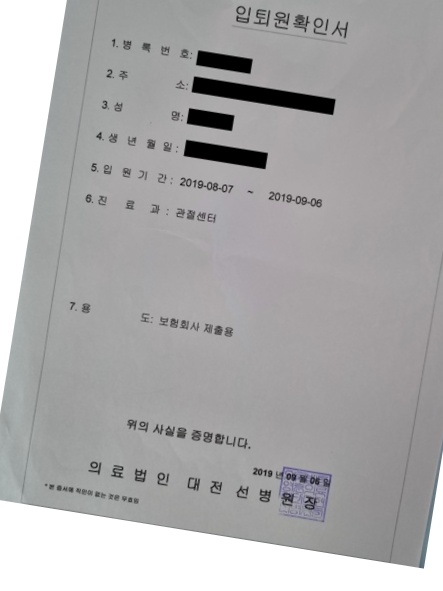 입퇴원확인서
1. 병 록 번 호:
2. 주 소:
3. 성 명:
4. 생 년 월 일 :
5. 입 원 기 간 : 2019-08-07 ~ 2019-09-06
6. 진 료 과 : 관절센터
7. 용 도: 보험회사 제출용
위의 사실을 증명합니다.
2019 년 09 월 06 일
의 료 법 인 대 전 선 병 원 장
* 본 증서에 직인이 없는 것은 무효임